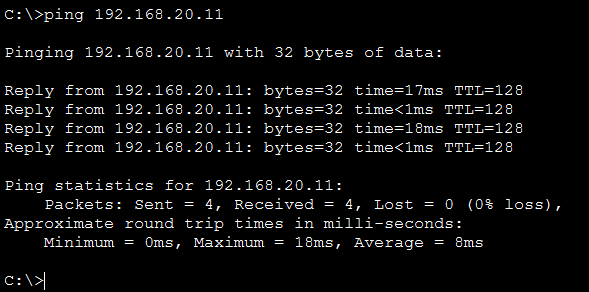 C:\>ping 192.168.20.11
Pinging 192.168.20.11 with 32 bytes of data:
Reply from 192.168.20.11: bytes=32 time=17ms TTL=128
Reply from 192.168.20.11: bytes=32 time<1ms TTL=128
Reply from 192.168.20.11: bytes=32 time=18ms TTL=128
Reply from 192.168.20.11: bytes=32 time<1ms TTL=128
Ping statistics for 192.168.20.11:
    Packets: Sent = 4, Received = 4, Lost = 0 (0% loss),
Approximate round trip times in milli-seconds:
    Minimum = 0ms, Maximum = 18ms, Average = 8ms
C:\>